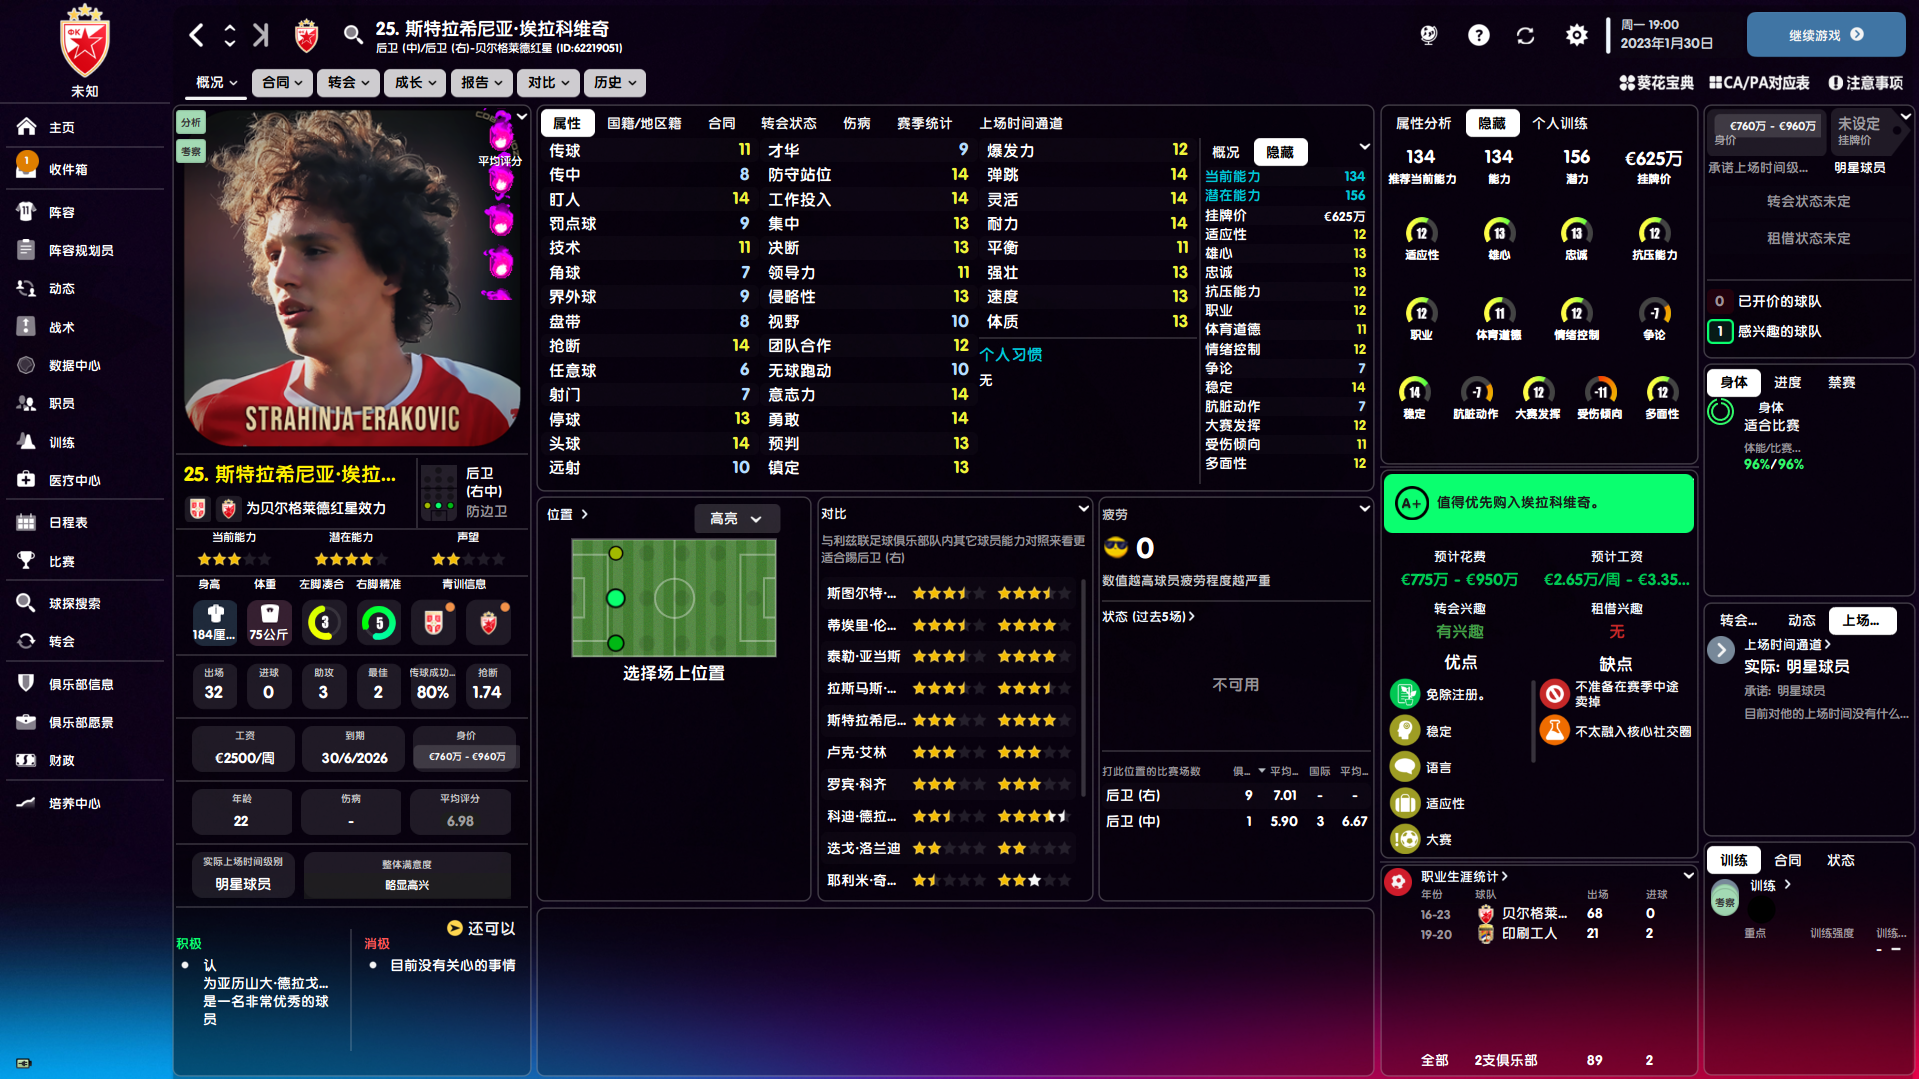 25. 斯特拉希尼亚·埃拉科维奇
后卫 (中)/后卫 (右)-贝尔格莱德红星 (ID:62219051)
周一 19:00
2023年1月30日
继续游戏
未知
概况
合同
转会
成长
报告
对比
历史
葵花宝典
CA/PA对应表
注意事项
主页
1
收件箱
阵容
阵容规划员
动态
战术
数据中心
职员
训练
医疗中心
日程表
比赛
球探搜索
转会
俱乐部信息
俱乐部愿景
财政
培养中心
分析
考察
平均评分
STRAHINJA ERAKOVIC
25. 斯特拉希尼亚·埃拉...
为贝尔格莱德红星效力
后卫
(右中)
防边卫
当前能力
潜在能力
声望
身高
体重
左脚凑合
右脚精准
青训信息
184厘...
75公斤
3
5
出场
进球
助攻
最佳
传球成功...
抢断
32
0
3
2
80%
1.74
工资
到期
身价
€2500/周
30/6/2026
€760万 - €960万
年龄
伤病
平均评分
22
-
6.98
实际上场时间级别
整体满意度
明星球员
略显高兴
还可以
积极
消极
认
为亚历山大·德拉戈...
是一名非常优秀的球
员
目前没有关心的事情
属性
国籍/地区籍
合同
转会状态
伤病
赛季统计
上场时间通道
传球 11
传中 8
盯人 14
罚点球 9
技术 11
角球 7
界外球 9
盘带 8
抢断 14
任意球 6
射门 7
停球 13
头球 14
远射 10
才华 9
防守站位 14
工作投入 14
集中 13
决断 13
领导力 11
侵略性 13
视野 10
团队合作 12
无球跑动 10
意志力 14
勇敢 14
预判 13
镇定 13
爆发力 12
弹跳 14
灵活 14
耐力 14
平衡 11
强壮 13
速度 13
体质 13
个人习惯
无
概况
隐藏
当前能力 134
潜在能力 156
挂牌价 €625万
适应性 12
雄心 13
忠诚 13
抗压能力 12
职业 12
体育道德 11
情绪控制 12
争论 7
稳定 14
肮脏动作 7
大赛发挥 12
受伤倾向 11
多面性 12
位置
高亮
选择场上位置
对比
与利兹联足球俱乐部队内其它球员能力对照来看更
适合踢后卫 (右)
斯图尔特·...
蒂埃里·伦...
泰勒·亚当斯
拉斯马斯·...
斯特拉希尼...
卢克·艾林
罗宾·科齐
科迪·德拉...
迭戈·洛兰迪
耶利米·奇...
疲劳
0
数值越高球员疲劳程度越严重
状态 (过去5场)
不可用
打此位置的比赛场数 俱... 平均... 国际 平均...
后卫 (右) 9 7.01 - -
后卫 (中) 1 5.90 3 6.67
属性分析
隐藏
个人训练
134
134
156
€625万
推荐当前能力
能力
潜力
挂牌价
12
13
13
12
适应性
雄心
忠诚
抗压能力
12
11
12
-7
职业
体育道德
情绪控制
争论
14
-7
12
-11
12
稳定
肮脏动作
大赛发挥
受伤倾向
多面性
A+
值得优先购入埃拉科维奇。
预计花费
预计工资
€775万 - €950万
€2.65万/周 - €3.35...
转会兴趣
租借兴趣
有兴趣
无
优点
缺点
免除注册。
稳定
语言
适应性
大赛
不准备在赛季中途
卖掉
不太融入核心社交圈
职业生涯统计
年份 球队 出场 进球
16-23 贝尔格莱... 68 0
19-20 印刷工人 21 2
全部 2支俱乐部 89 2
€760万 - €960万
身价
未设定
挂牌价
承诺上场时间级...
明星球员
转会状态未定
租借状态未定
0 已开价的球队
1 感兴趣的球队
身体
进度
禁赛
身体
适合比赛
体能/比赛...
96%/96%
转会...
动态
上场...
上场时间通道
实际: 明星球员
承诺: 明星球员
目前对他的上场时间没有什么...
训练
合同
状态
考察
训练
重点 训练强度 训练...
- -